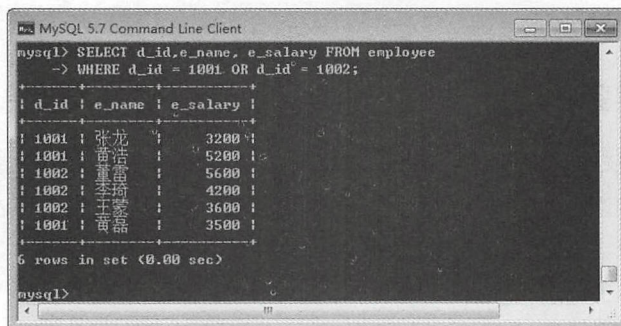 MySQL 5.7 Command Line Client
mysql> SELECT d_id,e_name, e_salary FROM employee
-> WHERE d_id = 1001 OR d_id = 1002;
+------+--------+----------+
| d_id | e_name | e_salary |
+------+--------+----------+
| 1001 | 张龙 | 3200 |
| 1001 | 黄浩 | 5200 |
| 1002 | 董雷 | 5600 |
| 1002 | 李琦 | 4200 |
| 1002 | 王蒙 | 3600 |
| 1001 | 黄磊 | 3500 |
+------+--------+----------+
6 rows in set (0.00 sec)
mysql>